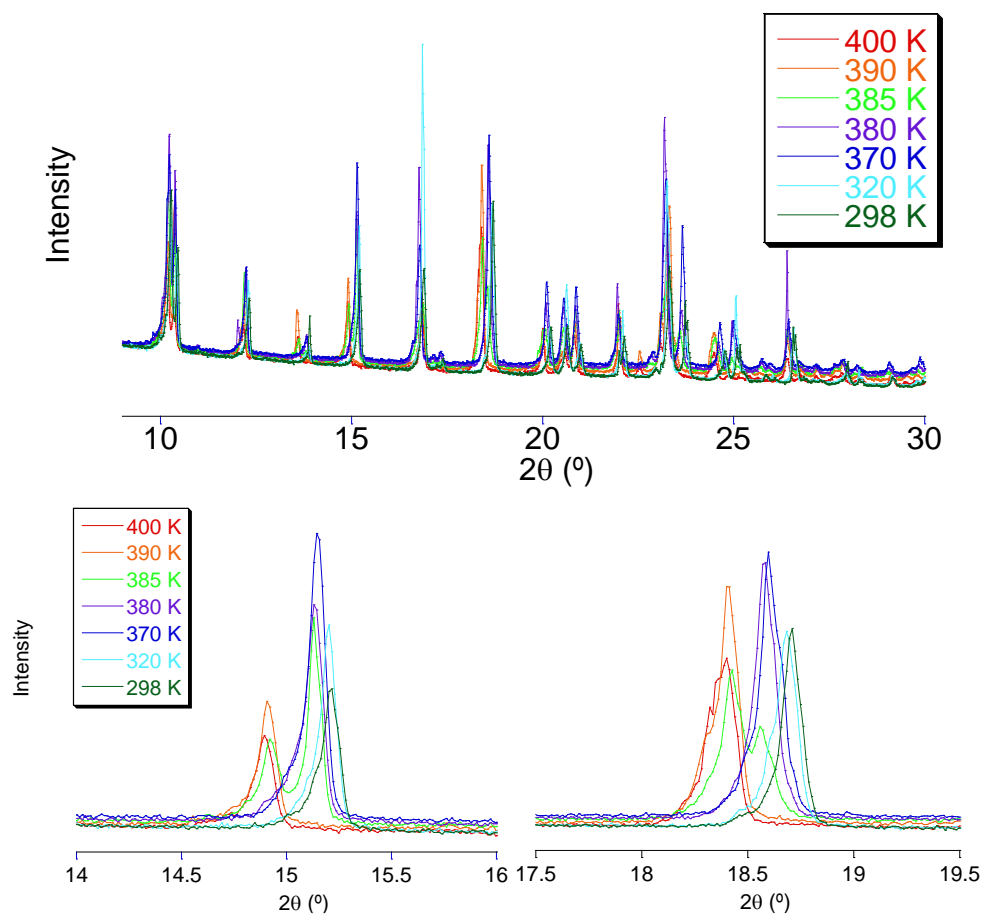 400 K
390 K
385 K
380 K
370 K
320 K
298 K
Intensity
10 15 20 25 30
2θ (º)
400 K
390 K
385 K
380 K
370 K
320 K
298 K
Intensity
14 14.5 15 15.5 16
2θ (º)
17.5 18 18.5 19 19.5
2θ (º)